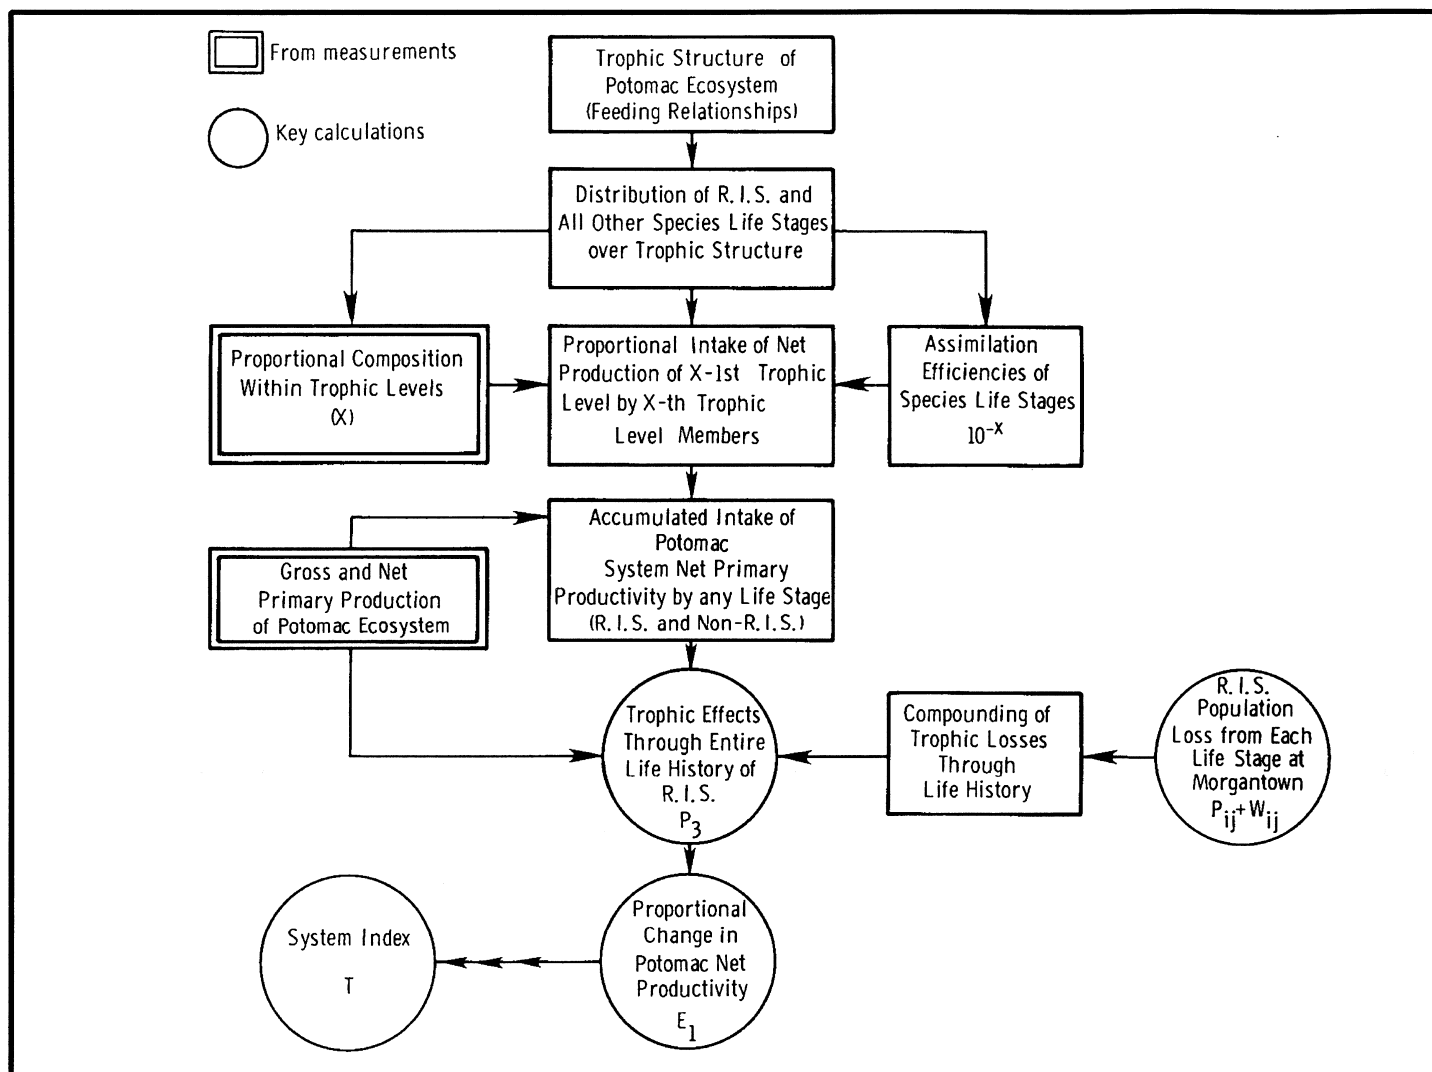 From measurements
Key calculations
Trophic Structure of
Potomac Ecosystem
(Feeding Relationships)
Distribution of R.I.S. and
All Other Species Life Stages
over Trophic Structure
Proportional Composition
Within Trophic Levels
(X)
Proportional Intake of Net
Production of X-1st Trophic
Level by X-th Trophic
Level Members
Assimilation
Efficiencies of
Species Life Stages
10⁻ˣ
Gross and Net
Primary Production
of Potomac Ecosystem
Accumulated Intake of
Potomac
System Net Primary
Productivity by any Life Stage
(R.I.S. and Non-R.I.S.)
Trophic Effects
Through Entire
Life History of
R.I.S.
P₃
Compounding of
Trophic Losses
Through
Life History
R.I.S.
Population
Loss from Each
Life Stage at
Morgantown
Pᵢⱼ+Wᵢⱼ
System Index
T
Proportional
Change in
Potomac Net
Productivity
E₁